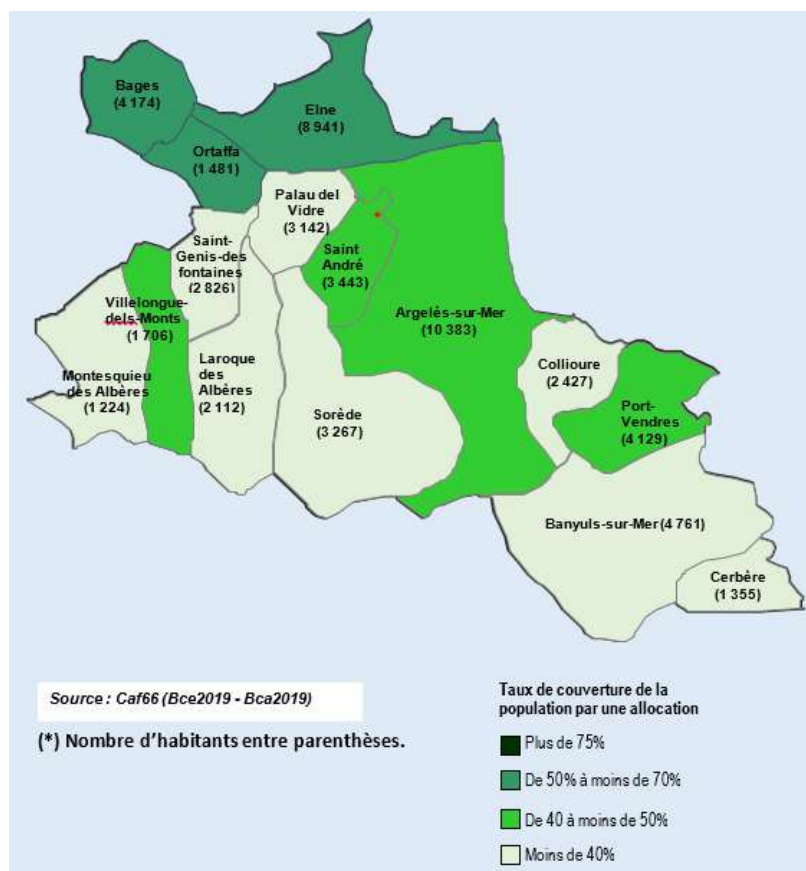 Bages
(4 174)
Elne
(8 941)
Ortaffa
(1 481)
Palau del
Vidre
(3 142)
Saint-
Genis-des
fontaines
(2 826)
Saint
André
(3 443)
Villelongue-
dels-Monts
(1 706)
Argelès-sur-Mer
(10 383)
Collioure
(2 427)
Laroque
des
Albères
(2 112)
Montesquieu
des Albères
(1 224)
Port-
Vendres
(4 129)
Sorède
(3 267)
Banyuls-sur-Mer (4 761)
Cerbère
(1 355)
Source : Caf66 (Bce2019 - Bca2019)
(*) Nombre d'habitants entre parenthèses.
Taux de couverture de la
population par une allocation
Plus de 75%
De 50% à moins de 70%
De 40 à moins de 50%
Moins de 40%